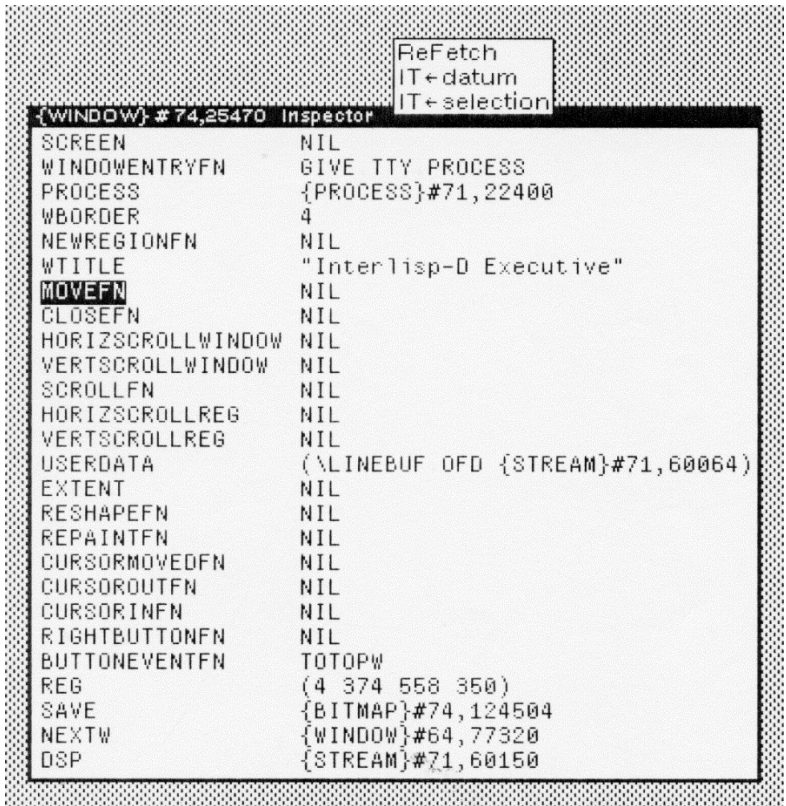 ReFetch
IT←datum
IT←selection
{WINDOW}#74,25470 Inspector
SCREEN NIL
WINDOWENTRYFN GIVE TTY PROCESS
PROCESS {PROCESS}#71,22400
WBORDER 4
NEWREGIONFN NIL
WTITLE "Interlisp-D Executive"
MOVEFN NIL
CLOSEFN NIL
HORIZSCROLLWINDOW NIL
VERTSCROLLWINDOW NIL
SCROLLFN NIL
HORIZSCROLLREG NIL
VERTSCROLLREG NIL
USERDATA (\LINEBUF OFD {STREAM}#71,60064)
EXTENT NIL
RESHAPEFN NIL
REPAINTFN NIL
CURSORMOVEDFN NIL
CURSOROUTFN NIL
CURSORINFN NIL
RIGHTBUTTONFN NIL
BUTTONEVENTFN TOTOPW
REG (4 374 558 350)
SAVE {BITMAP}#74,124504
NEXTW {WINDOW}#64,77320
DSP {STREAM}#71,60150